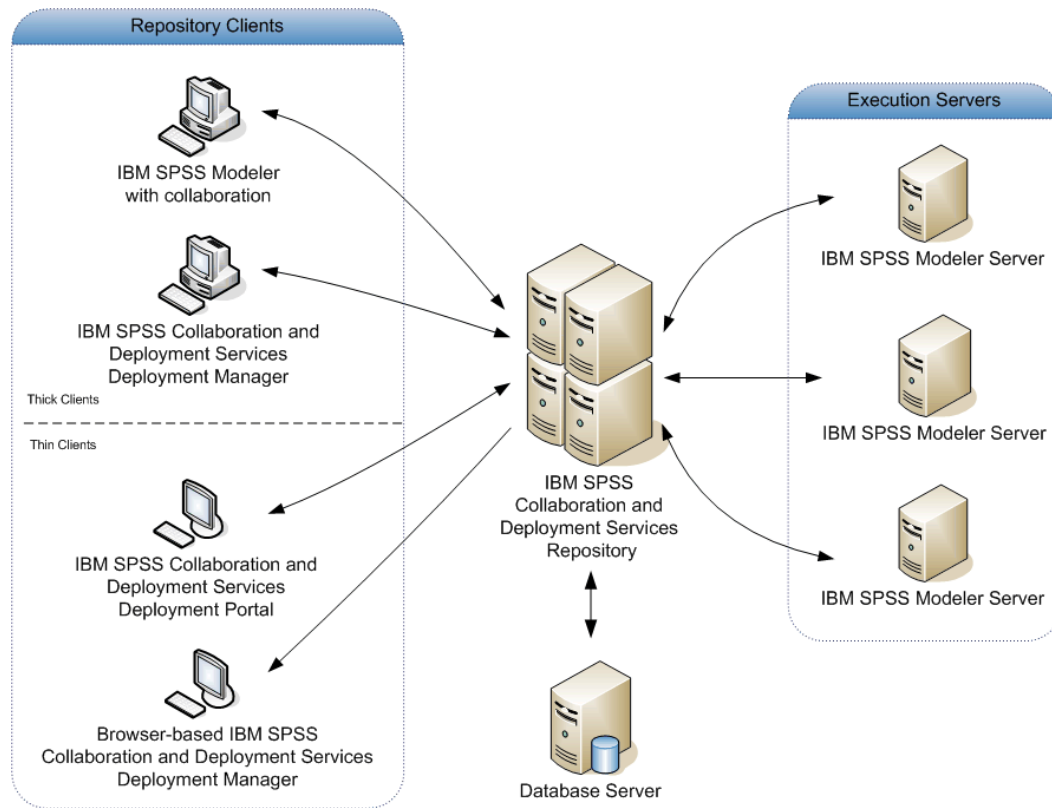 Repository Clients
IBM SPSS Modeler
with collaboration
IBM SPSS Collaboration and
Deployment Services
Deployment Manager
Thick Clients
Thin Clients
IBM SPSS Collaboration and
Deployment Services
Deployment Portal
Browser-based IBM SPSS
Collaboration and Deployment Services
Deployment Manager
IBM SPSS
Collaboration and
Deployment Services
Repository
Database Server
Execution Servers
IBM SPSS Modeler Server
IBM SPSS Modeler Server
IBM SPSS Modeler Server